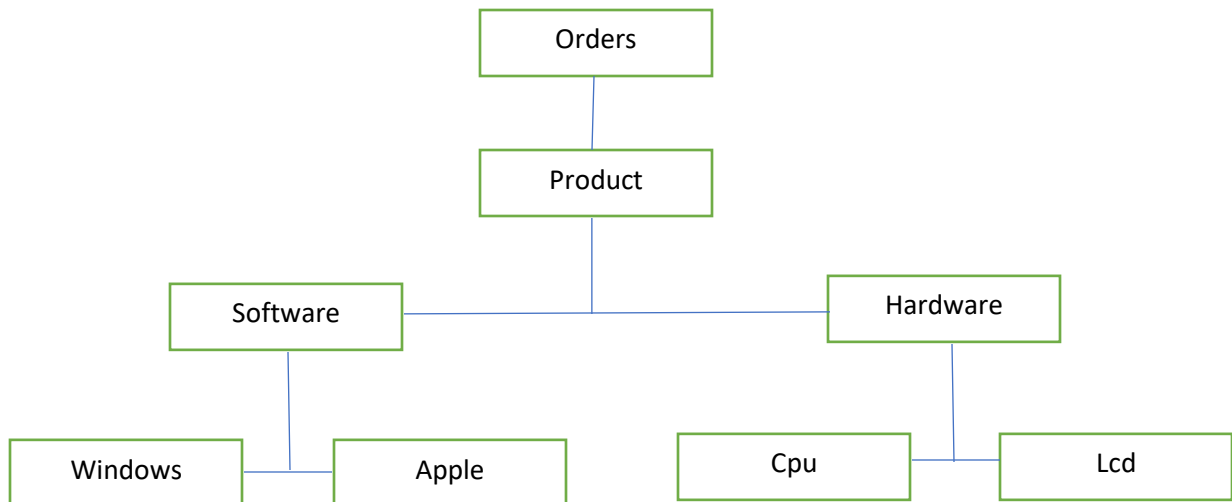 Orders
Product
Software
Hardware
Windows
Apple
Cpu
Lcd